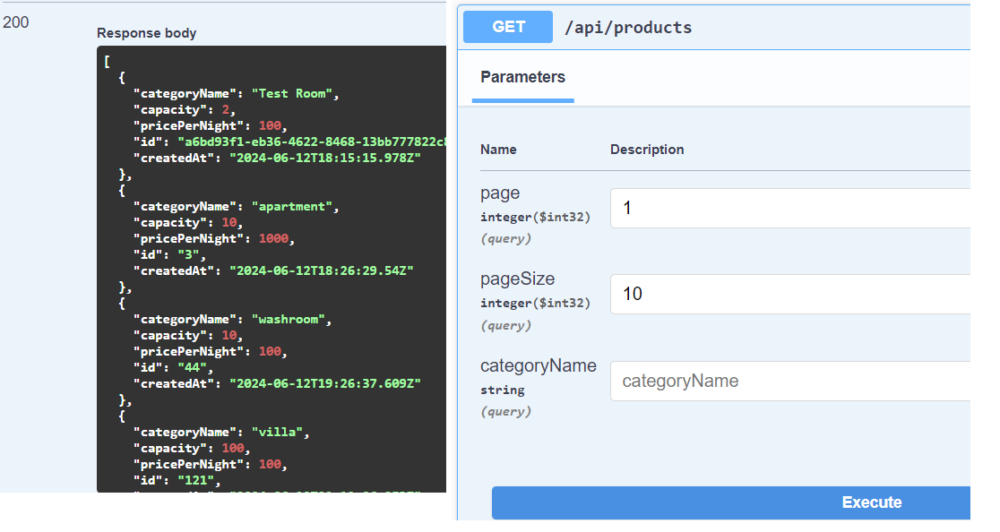 200
Response body
[
{
"categoryName": "Test Room",
"capacity": 2,
"pricePerNight": 100,
"id": "a6bd93f1-eb36-4622-8468-13bb777822c8
"createdAt": "2024-06-12T18:15:15.978Z"
},
{
"categoryName": "apartment",
"capacity": 10,
"pricePerNight": 1000,
"id": "3",
"createdAt": "2024-06-12T18:26:29.54Z"
},
{
"categoryName": "washroom",
"capacity": 10,
"pricePerNight": 100,
"id": "44",
"createdAt": "2024-06-12T19:26:37.609Z"
},
{
"categoryName": "villa",
"capacity": 100,
"pricePerNight": 100,
"id": "121",
GET /api/products
Parameters
Name Description
page
integer($int32)
(query)
1
pageSize
integer($int32)
(query)
10
categoryName
string
(query)
categoryName
Execute